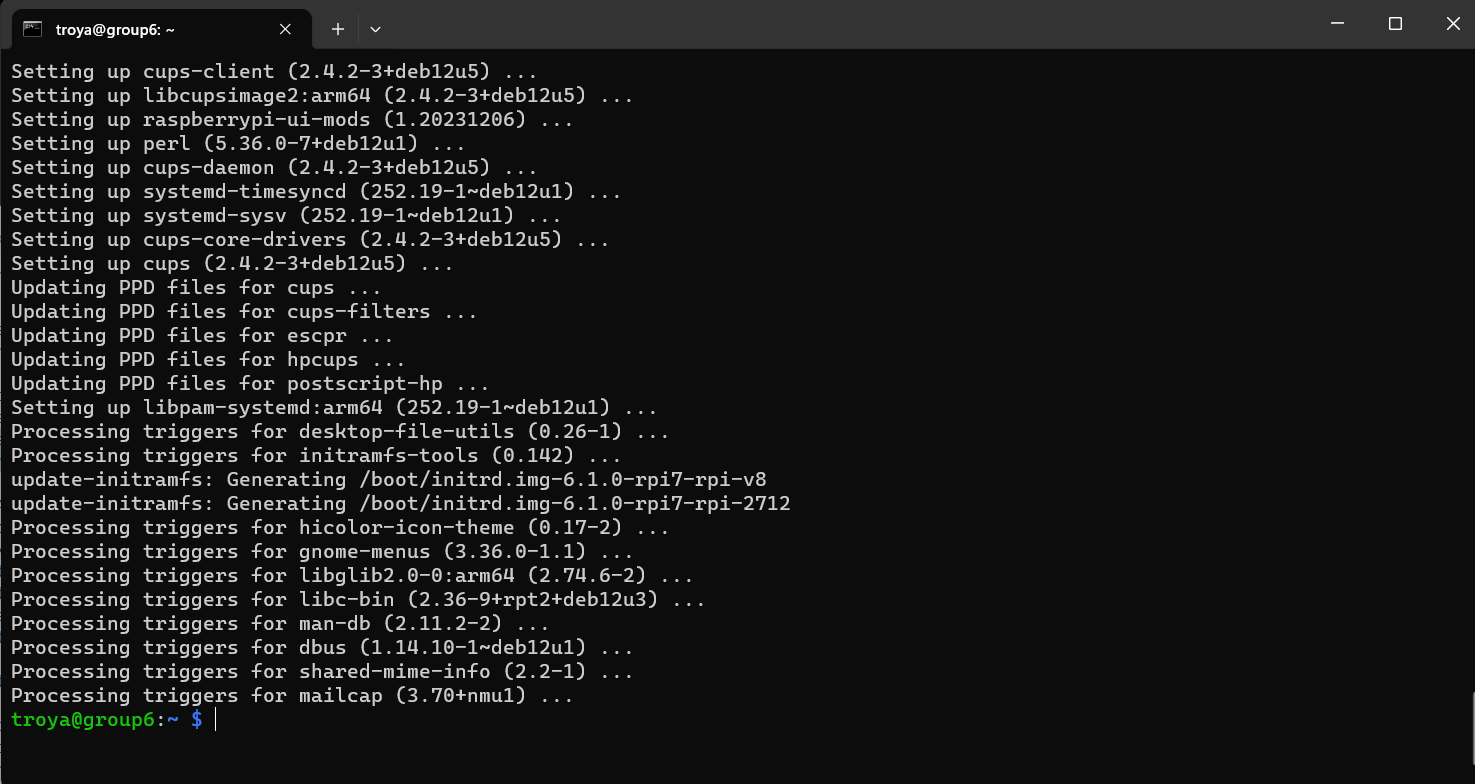 troya@group6: ~
Setting up cups-client (2.4.2-3+deb12u5) ...
Setting up libcupsimage2:arm64 (2.4.2-3+deb12u5) ...
Setting up raspberrypi-ui-mods (1.20231206) ...
Setting up perl (5.36.0-7+deb12u1) ...
Setting up cups-daemon (2.4.2-3+deb12u5) ...
Setting up systemd-timesyncd (252.19-1~deb12u1) ...
Setting up systemd-sysv (252.19-1~deb12u1) ...
Setting up cups-core-drivers (2.4.2-3+deb12u5) ...
Setting up cups (2.4.2-3+deb12u5) ...
Updating PPD files for cups ...
Updating PPD files for cups-filters ...
Updating PPD files for escpr ...
Updating PPD files for hpcups ...
Updating PPD files for postscript-hp ...
Setting up libpam-systemd:arm64 (252.19-1~deb12u1) ...
Processing triggers for desktop-file-utils (0.26-1) ...
Processing triggers for initramfs-tools (0.142) ...
update-initramfs: Generating /boot/initrd.img-6.1.0-rpi7-rpi-v8
update-initramfs: Generating /boot/initrd.img-6.1.0-rpi7-rpi-2712
Processing triggers for hicolor-icon-theme (0.17-2) ...
Processing triggers for gnome-menus (3.36.0-1.1) ...
Processing triggers for libglib2.0-0:arm64 (2.74.6-2) ...
Processing triggers for libc-bin (2.36-9+rpt2+deb12u3) ...
Processing triggers for man-db (2.11.2-2) ...
Processing triggers for dbus (1.14.10-1~deb12u1) ...
Processing triggers for shared-mime-info (2.2-1) ...
Processing triggers for mailcap (3.70+nmu1) ...
troya@group6:~ $